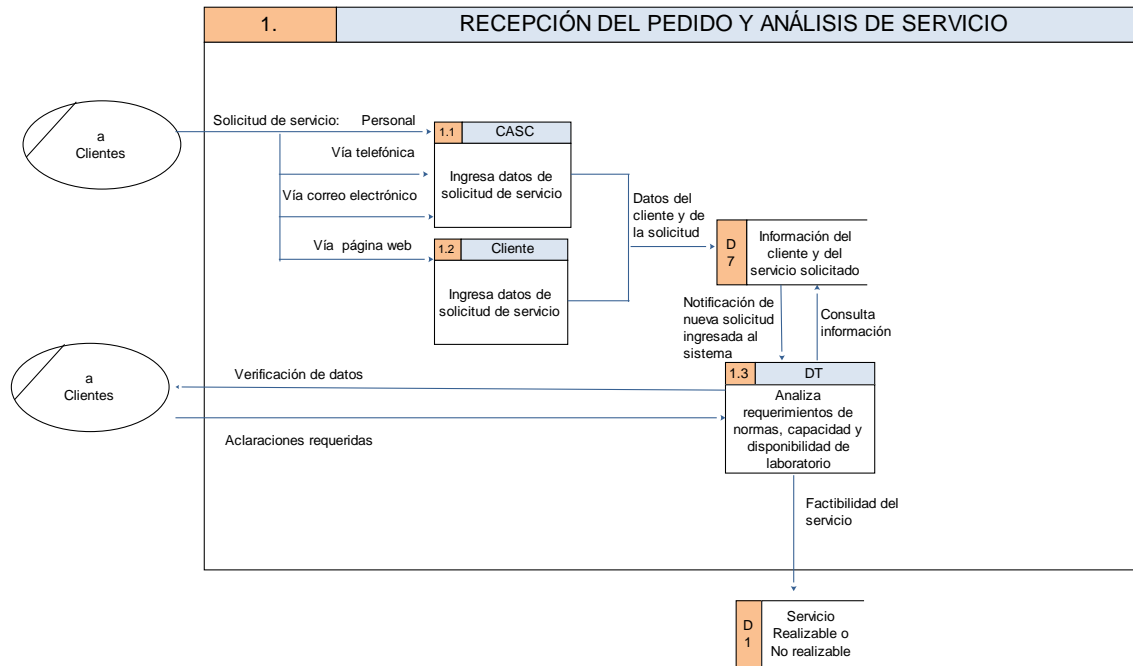 1.
RECEPCIÓN DEL PEDIDO Y ANÁLISIS DE SERVICIO
a
Clientes
Solicitud de servicio:
Personal
Vía telefónica
Vía correo electrónico
Vía página web
1.1
CASC
Ingresa datos de
solicitud de servicio
1.2
Cliente
Ingresa datos de
solicitud de servicio
Datos del
cliente y de
la solicitud
D
7
Información del
cliente y del
servicio solicitado
Notificación de
nueva solicitud
ingresada al
sistema
Consulta
información
a
Clientes
Verificación de datos
Aclaraciones requeridas
1.3
DT
Analiza
requerimientos de
normas, capacidad y
disponibilidad de
laboratorio
Factibilidad del
servicio
D
1
Servicio
Realizable o
No realizable